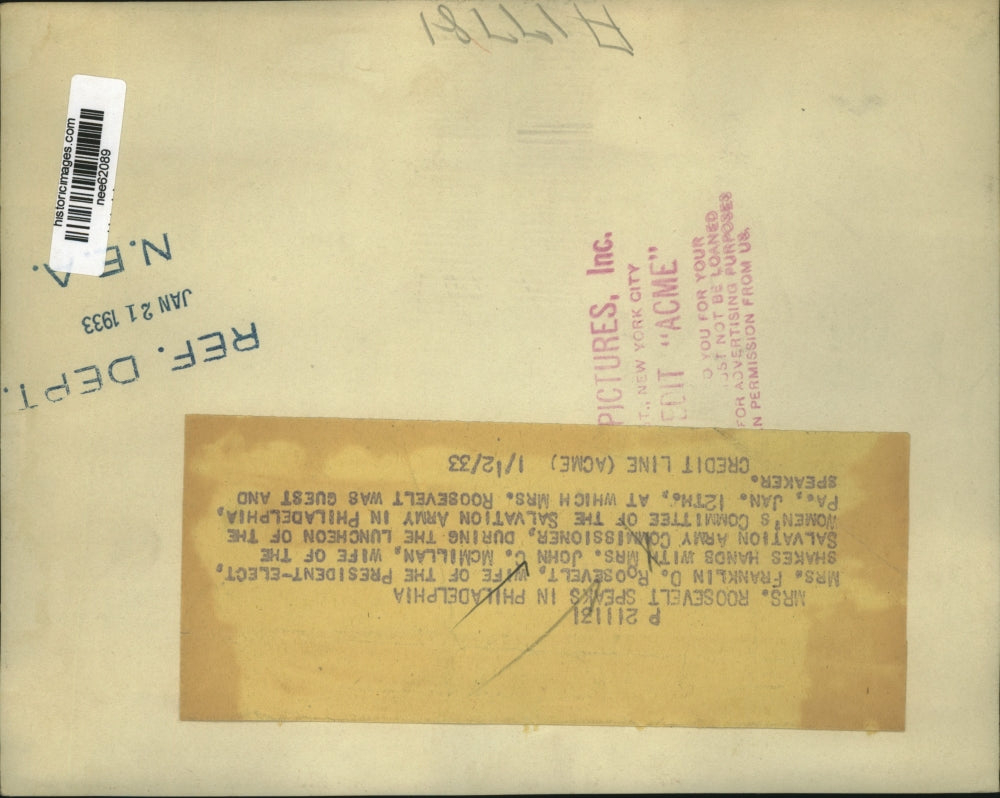 A17781
historicimages.com
nee62089
N.E.A.
JAN 21 1933
REF. DEPT.
PICTURES, Inc.
T., NEW YORK CITY
EDIT "ACME"
O YOU FOR YOUR
UST NOT BE LOANED
FOR ADVERTISING PURPOSES
N PERMISSION FROM US.
P 211181
MRS. ROOSEVELT SPEAKS IN PHILADELPHIA
MRS. FRANKLIN D. ROOSEVELT, WIFE OF THE PRESIDENT-ELECT,
SHAKES HANDS WITH MRS. JOHN C. MCMILLAN, WIFE OF THE
SALVATION ARMY COMMISSIONER, DURING THE LUNCHEON OF THE
WOMEN'S COMMITTEE OF THE SALVATION ARMY IN PHILADELPHIA,
PA., JAN. 12TH., AT WHICH MRS. ROOSEVELT WAS GUEST AND
SPEAKER.
CREDIT LINE (ACME) 1/12/33